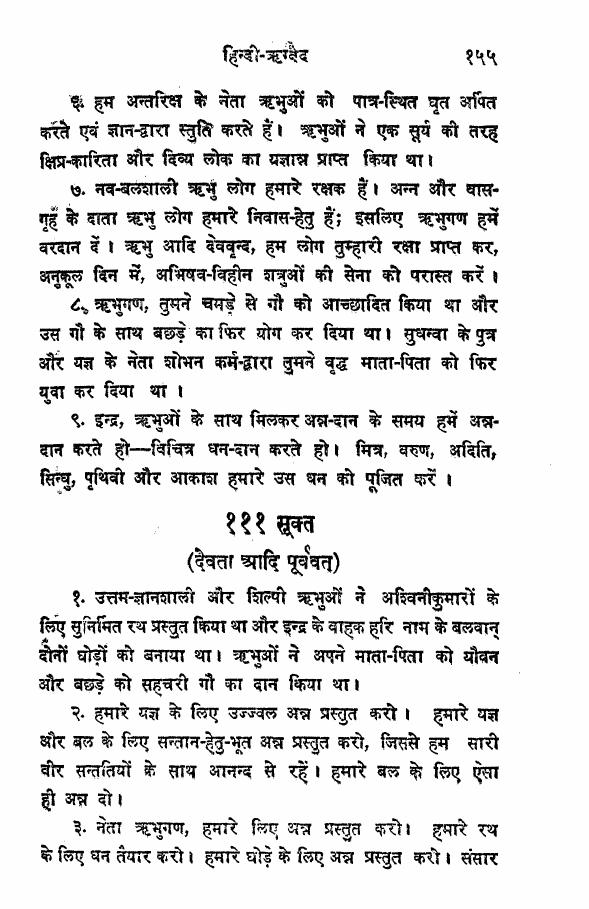 हिन्दी-ऋग्वेद १५५
६. हम अन्तरिक्ष के नेता ऋभुओं को पात्र-स्थित घृत अर्पित
करते एवं ज्ञान-द्वारा स्तुति करते हैं। ऋभुओं ने एक सूर्य की तरह
क्षिप्र-कारिता और दिव्य लोक का यज्ञान्न प्राप्त किया था।
७. नव-बलशाली ऋभु लोग हमारे रक्षक हैं। अन्न और वास-
गृह के दाता ऋभु लोग हमारे निवास-हेतु हैं; इसलिए ऋभुगण हमें
वरदान दें। ऋभु आदि देववृन्द, हम लोग तुम्हारी रक्षा प्राप्त कर,
अनुकूल दिन में, अभिषव-विहीन शत्रुओं की सेना को परास्त करें।
८. ऋभुगण, तुमने चमड़े से गौ को आच्छादित किया था और
उस गौ के साथ बछड़े का फिर योग कर दिया था। सुधन्वा के पुत्र
और यज्ञ के नेता शोभन कर्म-द्वारा तुमने वृद्ध माता-पिता को फिर
युवा कर दिया था।
९. इन्द्र, ऋभुओं के साथ मिलकर अन्न-दान के समय हमें अन्न-
दान करते हो—विचित्र धन-दान करते हो। मित्र, वरुण, अदिति,
सिन्धु, पृथिवी और आकाश हमारे उस धन को पूजित करें।
१११ सूक्त
(देवता आदि पूर्ववत्)
१. उत्तम-ज्ञानशाली और शिल्पी ऋभुओं ने अश्विनीकुमारों के
लिए सुनिर्मित रथ प्रस्तुत किया था और इन्द्र के वाहक हरि नाम के बलवान्
दोनों घोड़ों को बनाया था। ऋभुओं ने अपने माता-पिता को यौवन
और बछड़े को सहचरी गौ का दान किया था।
२. हमारे यज्ञ के लिए उज्ज्वल अन्न प्रस्तुत करो। हमारे यज्ञ
और बल के लिए सन्तान-हेतु-भूत अन्न प्रस्तुत करो, जिससे हम सारी
वीर सन्ततियों के साथ आनन्द से रहें। हमारे बल के लिए ऐसा
ही अन्न दो।
३. नेता ऋभुगण, हमारे लिए अन्न प्रस्तुत करो। हमारे रथ
के लिए धन तैयार करो। हमारे घोड़े के लिए अन्न प्रस्तुत करो। संसार